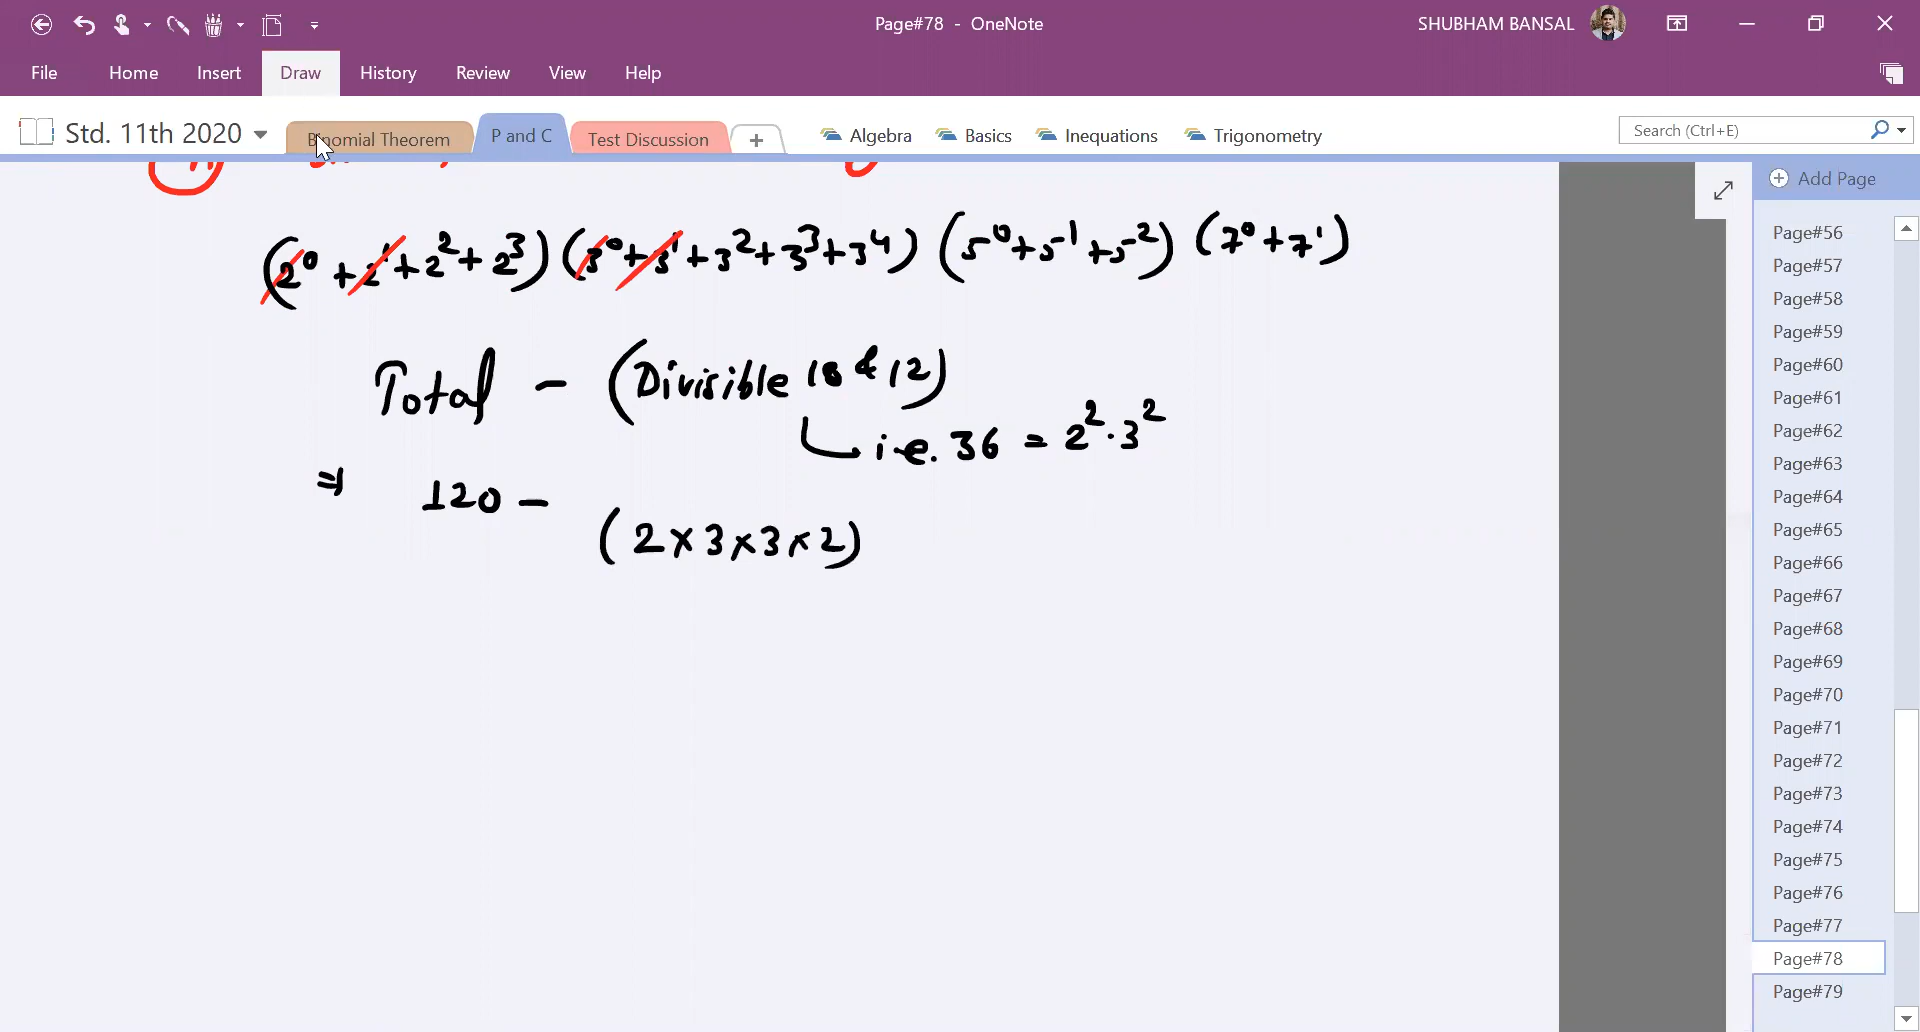 Page#78 - OneNote
SHUBHAM BANSAL
File Home Insert Draw History Review View Help
Std. 11th 2020
Binomial Theorem
P and C
Test Discussion
+
Algebra
Basics
Inequations
Trigonometry
Search (Ctrl+E)
Add Page
(2⁰ + 2¹ + 2² + 2³) (3⁰ + 3¹ + 3² + 3³ + 3⁴) (5⁰ + 5¹ + 5²) (7⁰ + 7¹)
Total - (Divisible 18 & 12)
i.e. 36 = 2² · 3²
⇒ 120 -
(2 × 3 × 3 × 2)
Page#56
Page#57
Page#58
Page#59
Page#60
Page#61
Page#62
Page#63
Page#64
Page#65
Page#66
Page#67
Page#68
Page#69
Page#70
Page#71
Page#72
Page#73
Page#74
Page#75
Page#76
Page#77
Page#78
Page#79